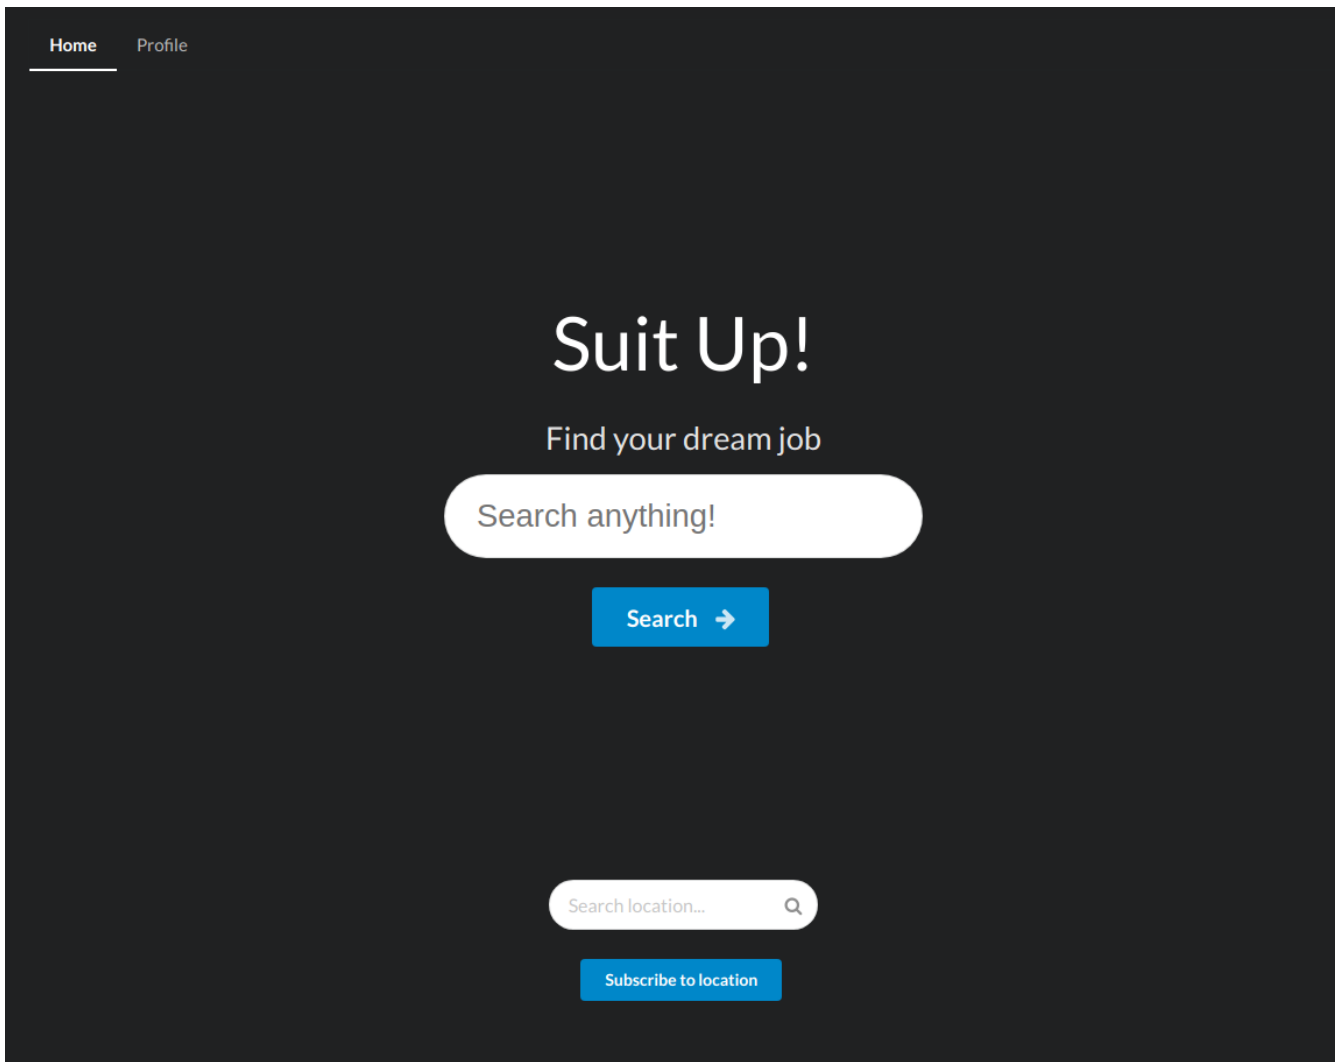 Home Profile
Suit Up!
Find your dream job
Search anything!
Search
Search location...
Subscribe to location